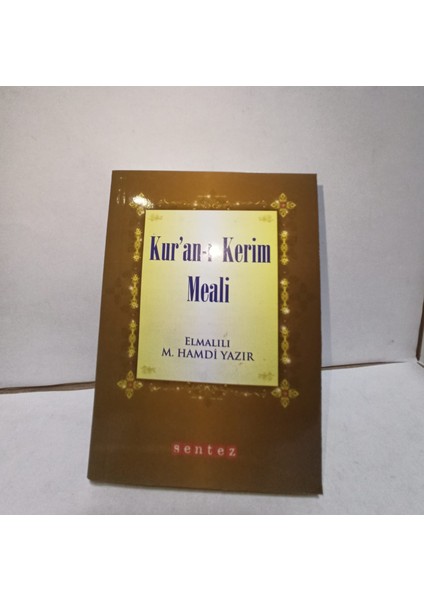 Kur'an-ı Kerim
Meali
ELMALILI
M. HAMDİ YAZIR
sentez